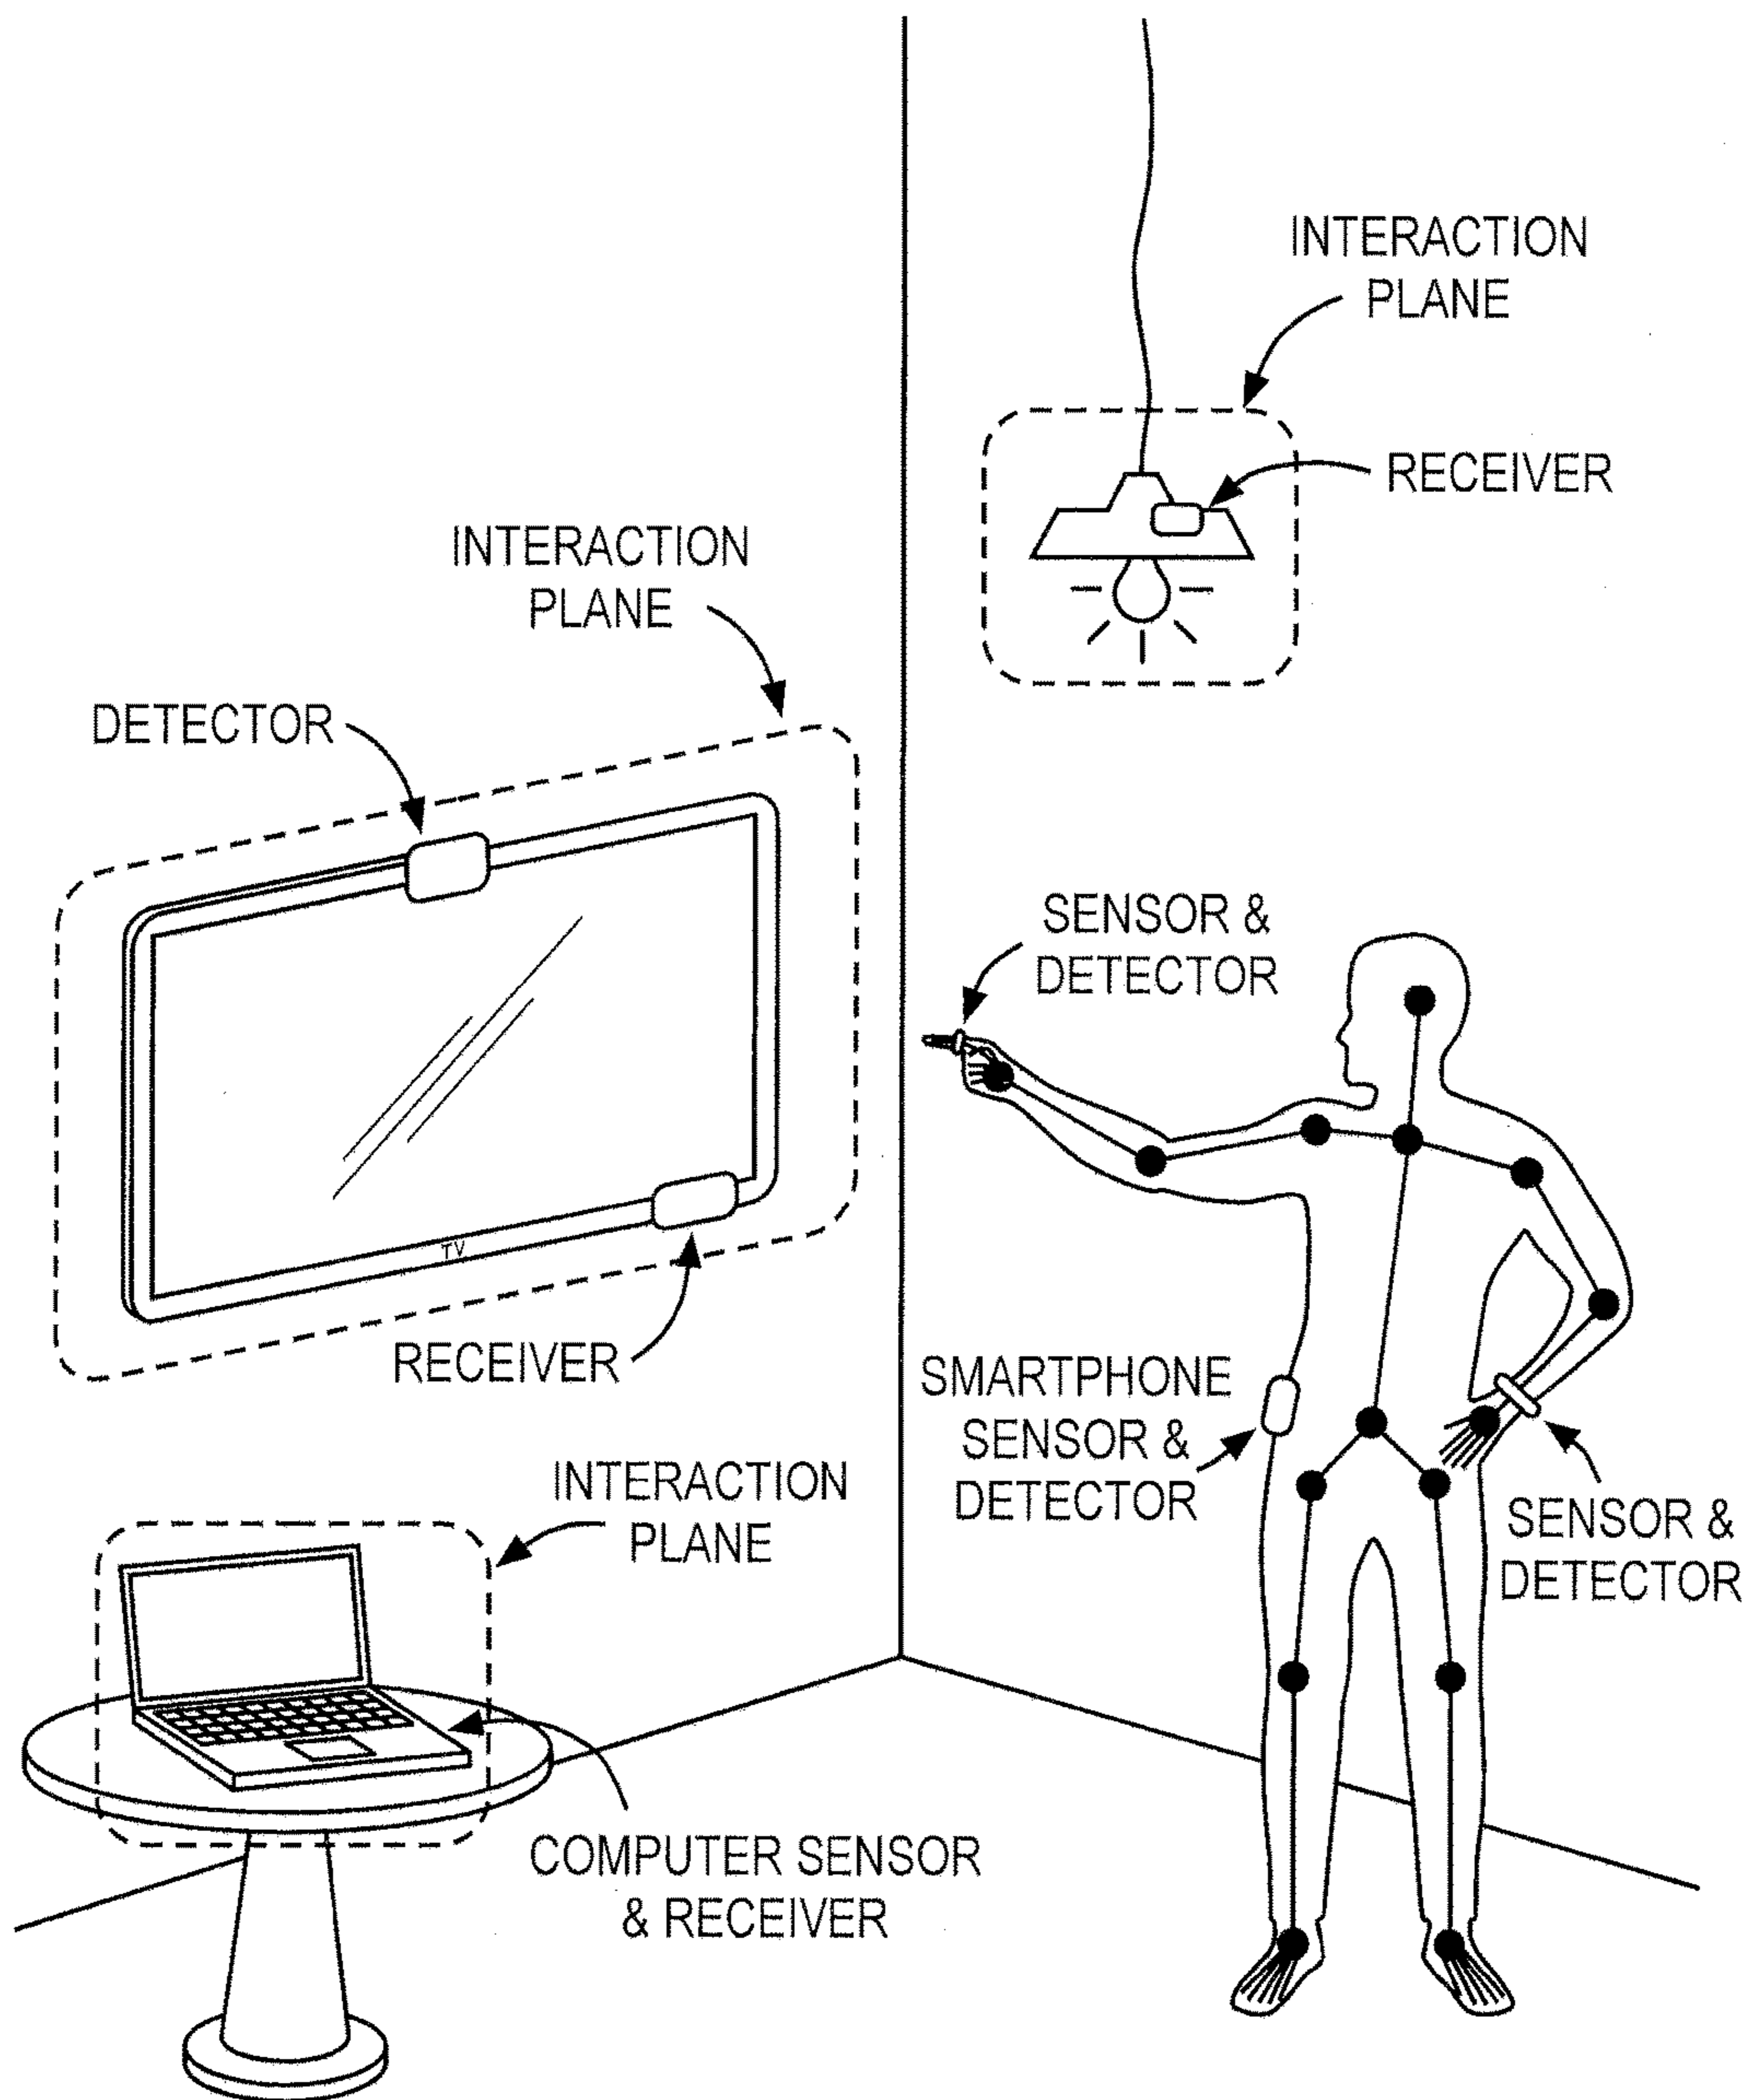 INTERACTION
PLANE
RECEIVER
INTERACTION
PLANE
DETECTOR
SENSOR &
DETECTOR
TV
RECEIVER
SMARTPHONE
SENSOR &
DETECTOR
INTERACTION
PLANE
SENSOR &
DETECTOR
COMPUTER SENSOR
& RECEIVER